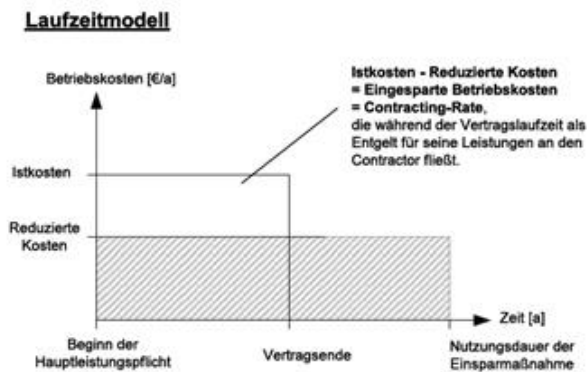 Laufzeitmodell
Betriebskosten [€/a]
Istkosten - Reduzierte Kosten
= Eingesparte Betriebskosten
= Contracting-Rate,
die während der Vertragslaufzeit als
Entgelt für seine Leistungen an den
Contractor fließt.
Istkosten
Reduzierte
Kosten
Zeit [a]
Beginn der
Hauptleistungspflicht
Vertragsende
Nutzungsdauer der
Einsparmaßnahme